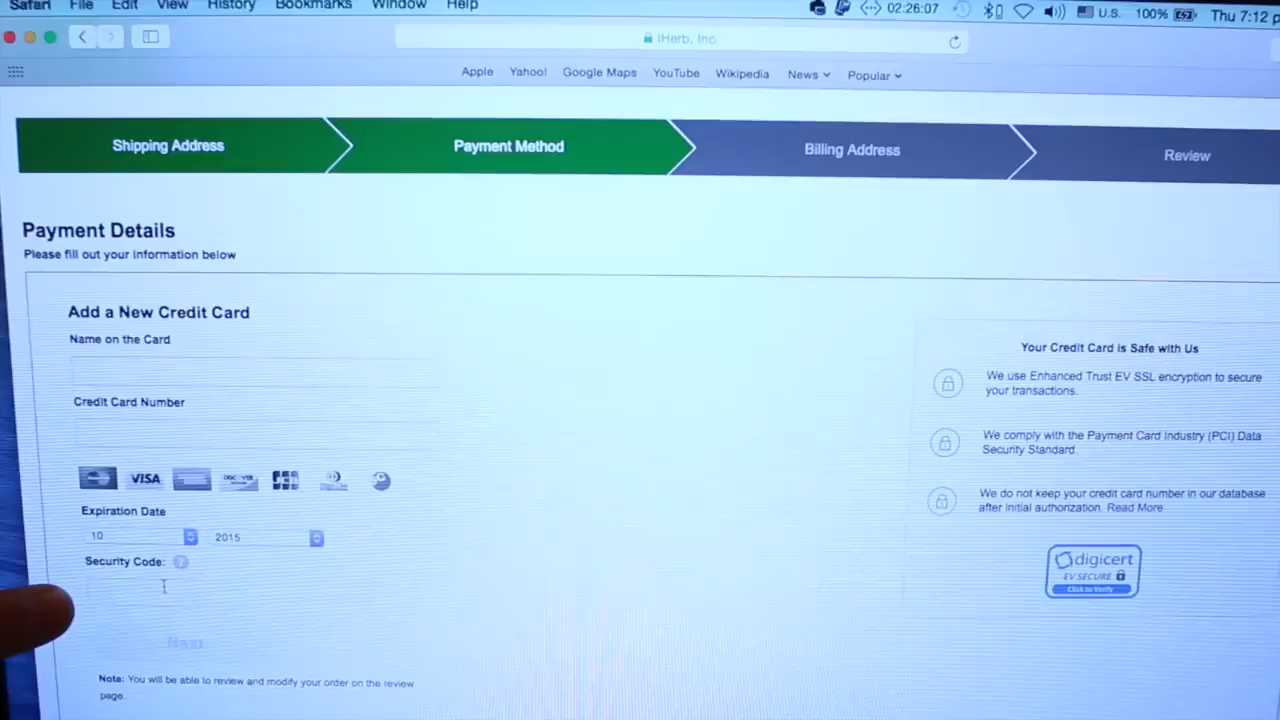 Safari File Edit View History Bookmarks Window Help 02:26:07 U.S. 100% Thu 7:12 p
iHerb, Inc.
Apple Yahoo! Google Maps YouTube Wikipedia News Popular
Shipping Address Payment Method Billing Address Review
Payment Details
Please fill out your information below
Add a New Credit Card
Name on the Card
Credit Card Number
VISA DISCOVER JCB
Expiration Date
10 2015
Security Code: ?
Next
Note: You will be able to review and modify your order on the review
page.
Your Credit Card is Safe with Us
We use Enhanced Trust EV SSL encryption to secure
your transactions.
We comply with the Payment Card Industry (PCI) Data
Security Standard.
We do not keep your credit card number in our database
after initial authorization. Read More
digicert
EV SECURE
Click to Verify